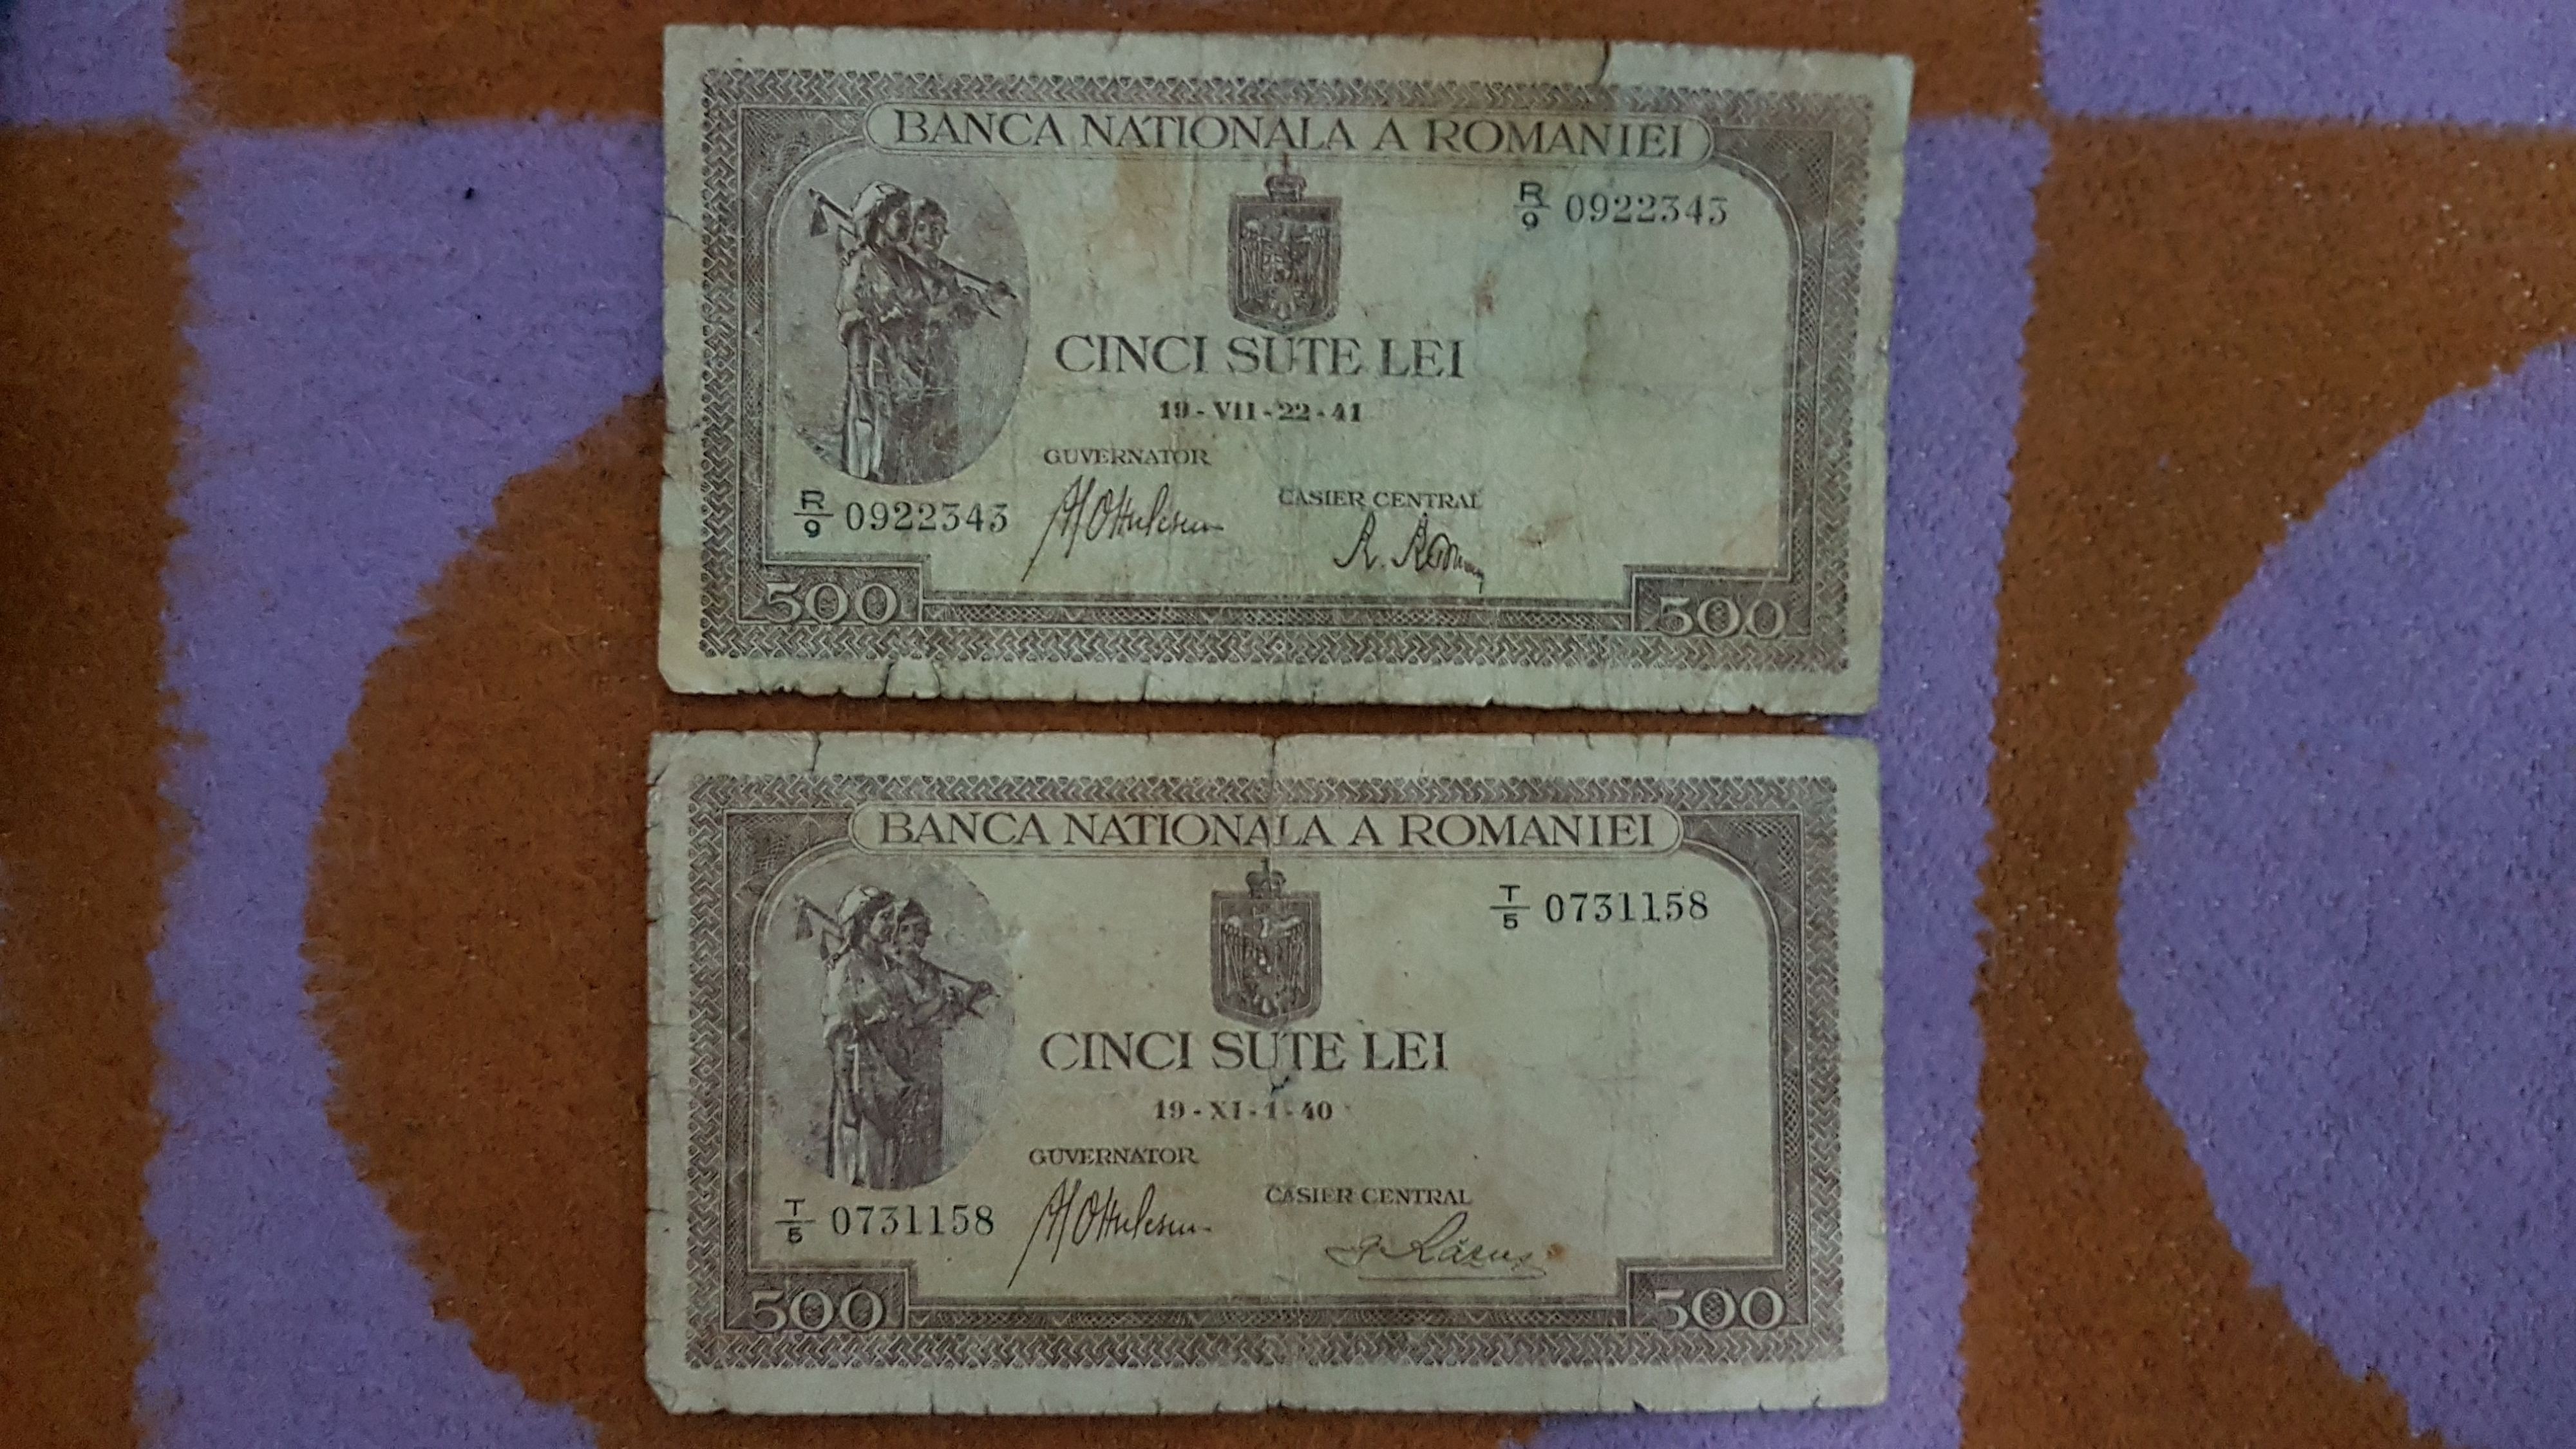 BANCA NATIONALA A ROMANIEI
R/9 0922343
CINCI SUTE LEI
19 - VII - 22 - 41
GUVERNATOR
CASIER CENTRAL
R/9 0922343
500
500
BANCA NATIONALA A ROMANIEI
T/5 0731158
CINCI SUTE LEI
19 - XI - 1 - 40
GUVERNATOR
CASIER CENTRAL
T/5 0731158
500
500